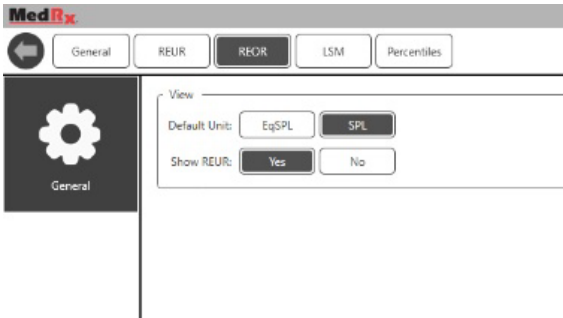 MedRx
General REUR REOR LSM Percentiles
View
Default Unit: EqSPL SPL
Show REUR: Yes No
General